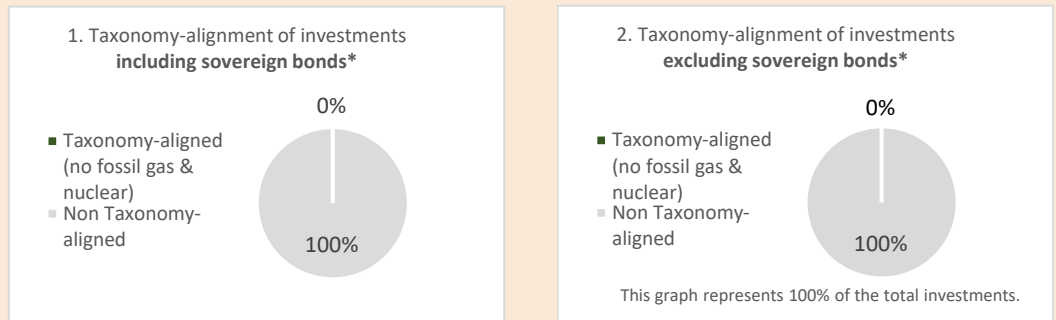 1. Taxonomy-alignment of investments
including sovereign bonds*
0%
Taxonomy-aligned
(no fossil gas &
nuclear)
Non Taxonomy-
aligned
100%
2. Taxonomy-alignment of investments
excluding sovereign bonds*
0%
Taxonomy-aligned
(no fossil gas &
nuclear)
Non Taxonomy-
aligned
100%
This graph represents 100% of the total investments.